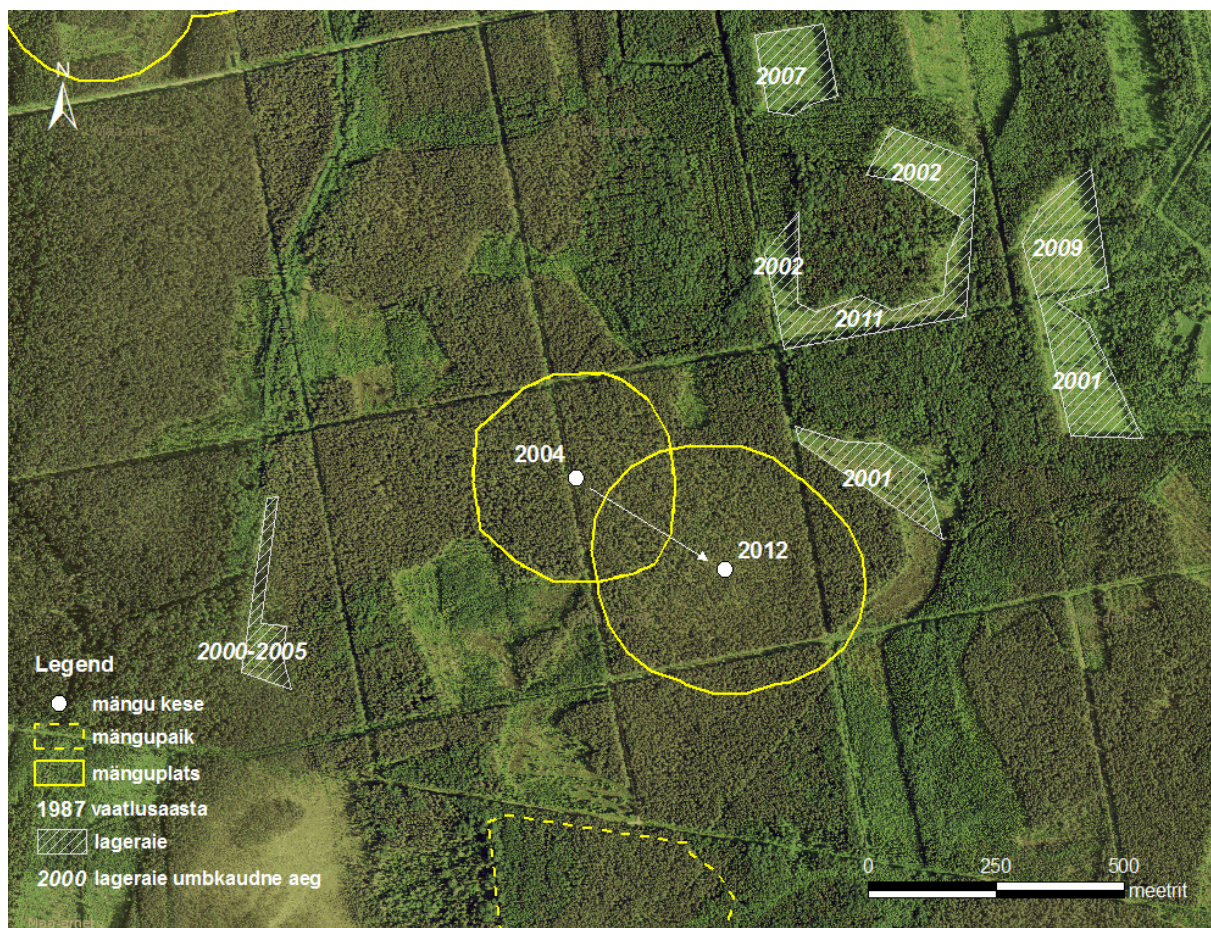 N
2007
2002
2009
2002
2011
2001
2004
2001
2012
2000-2005
Legend
mängu kese
mängupaik
mänguplats
1987 vaatlusaasta
lageraie
2000 lageraie umbkaudne aeg
0 250 500
meetrit